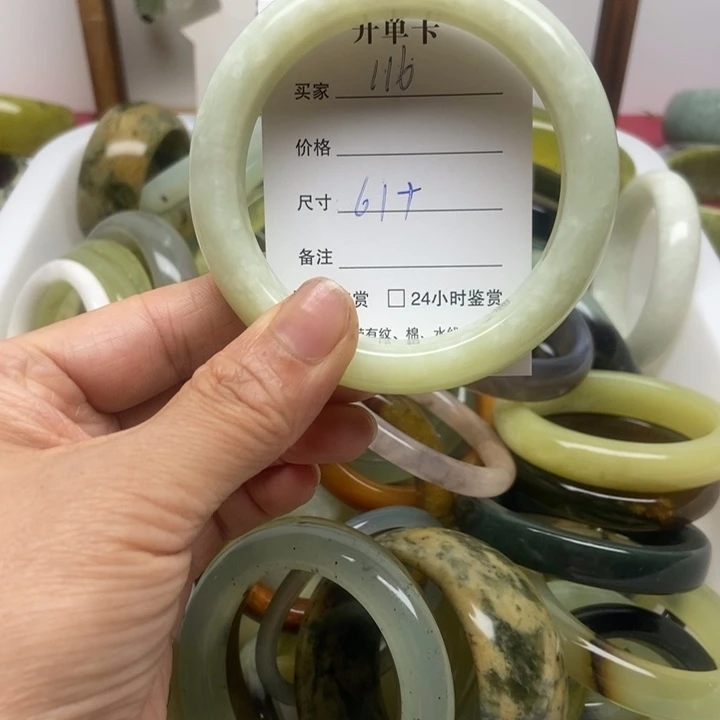 开单卡
买家 116
价格
尺寸 61+
备注
赏 □ 24小时鉴赏
有纹、棉、水线